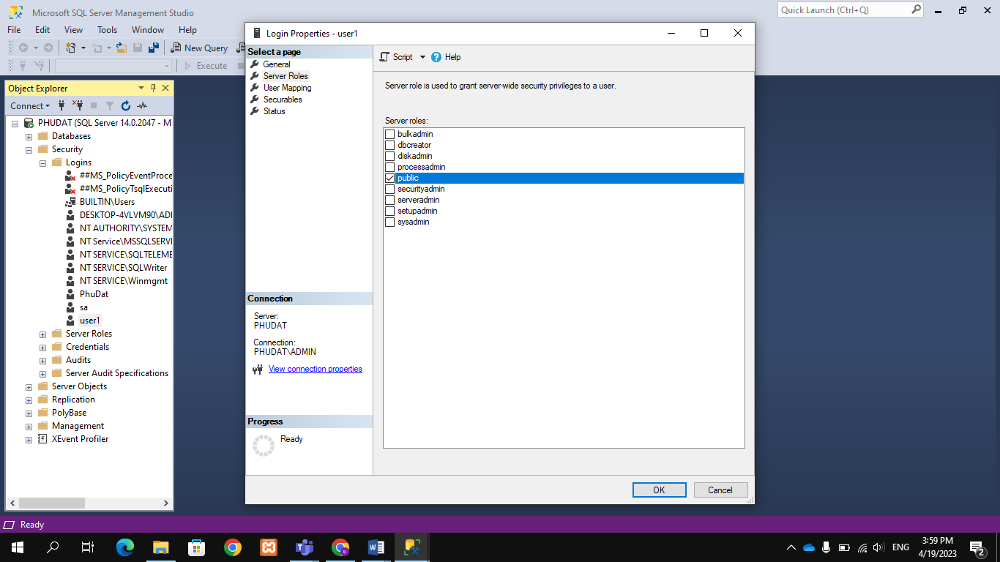 Microsoft SQL Server Management Studio
Quick Launch (Ctrl+Q)
File Edit View Tools Window Help
New Query
Execute
Object Explorer
Connect
PHUDAT (SQL Server 14.0.2047 - M
Databases
Security
Logins
##MS_PolicyEventProce
##MS_PolicyTsqlExecuti
BUILTIN\Users
DESKTOP-4VLVM90\ADI
NT AUTHORITY\SYSTEM
NT Service\MSSQLSERVI
NT SERVICE\SQLTELEME
NT SERVICE\SQLWriter
NT SERVICE\Winmgmt
PhuDat
sa
user1
Server Roles
Credentials
Audits
Server Audit Specifications
Server Objects
Replication
PolyBase
Management
XEvent Profiler
Login Properties - user1
Select a page
General
Server Roles
User Mapping
Securables
Status
Connection
Server:
PHUDAT
Connection:
PHUDAT\ADMIN
View connection properties
Progress
Ready
Script Help
Server role is used to grant server-wide security privileges to a user.
Server roles:
bulkadmin
dbcreator
diskadmin
processadmin
public
securityadmin
serveradmin
setupadmin
sysadmin
OK Cancel
Ready
ENG
3:59 PM
4/19/2023
2